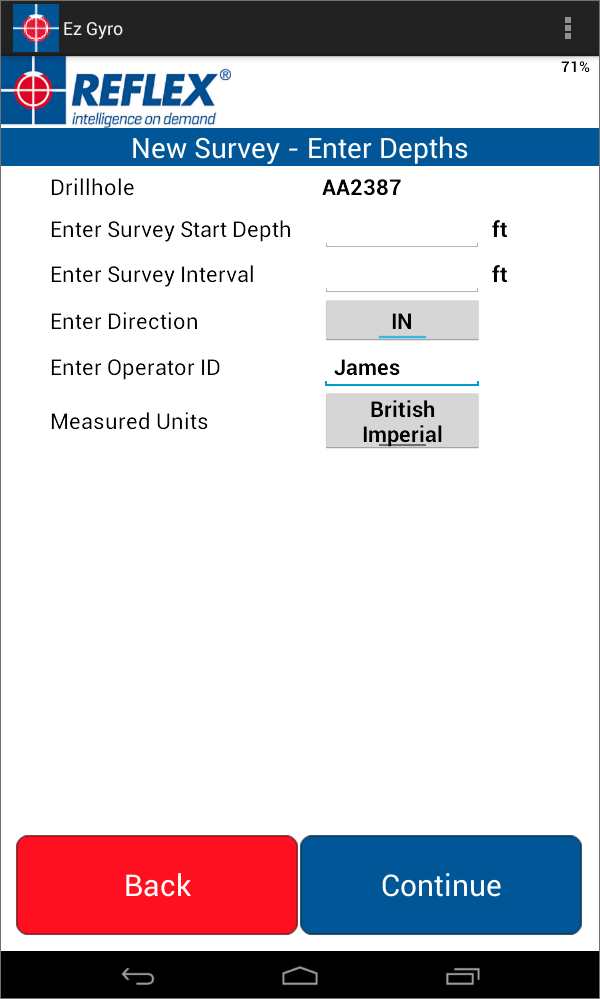 Ez Gyro
71%
REFLEX®
intelligence on demand
New Survey - Enter Depths
Drillhole AA2387
Enter Survey Start Depth ft
Enter Survey Interval ft
Enter Direction IN
Enter Operator ID James
Measured Units British
Imperial
Back Continue